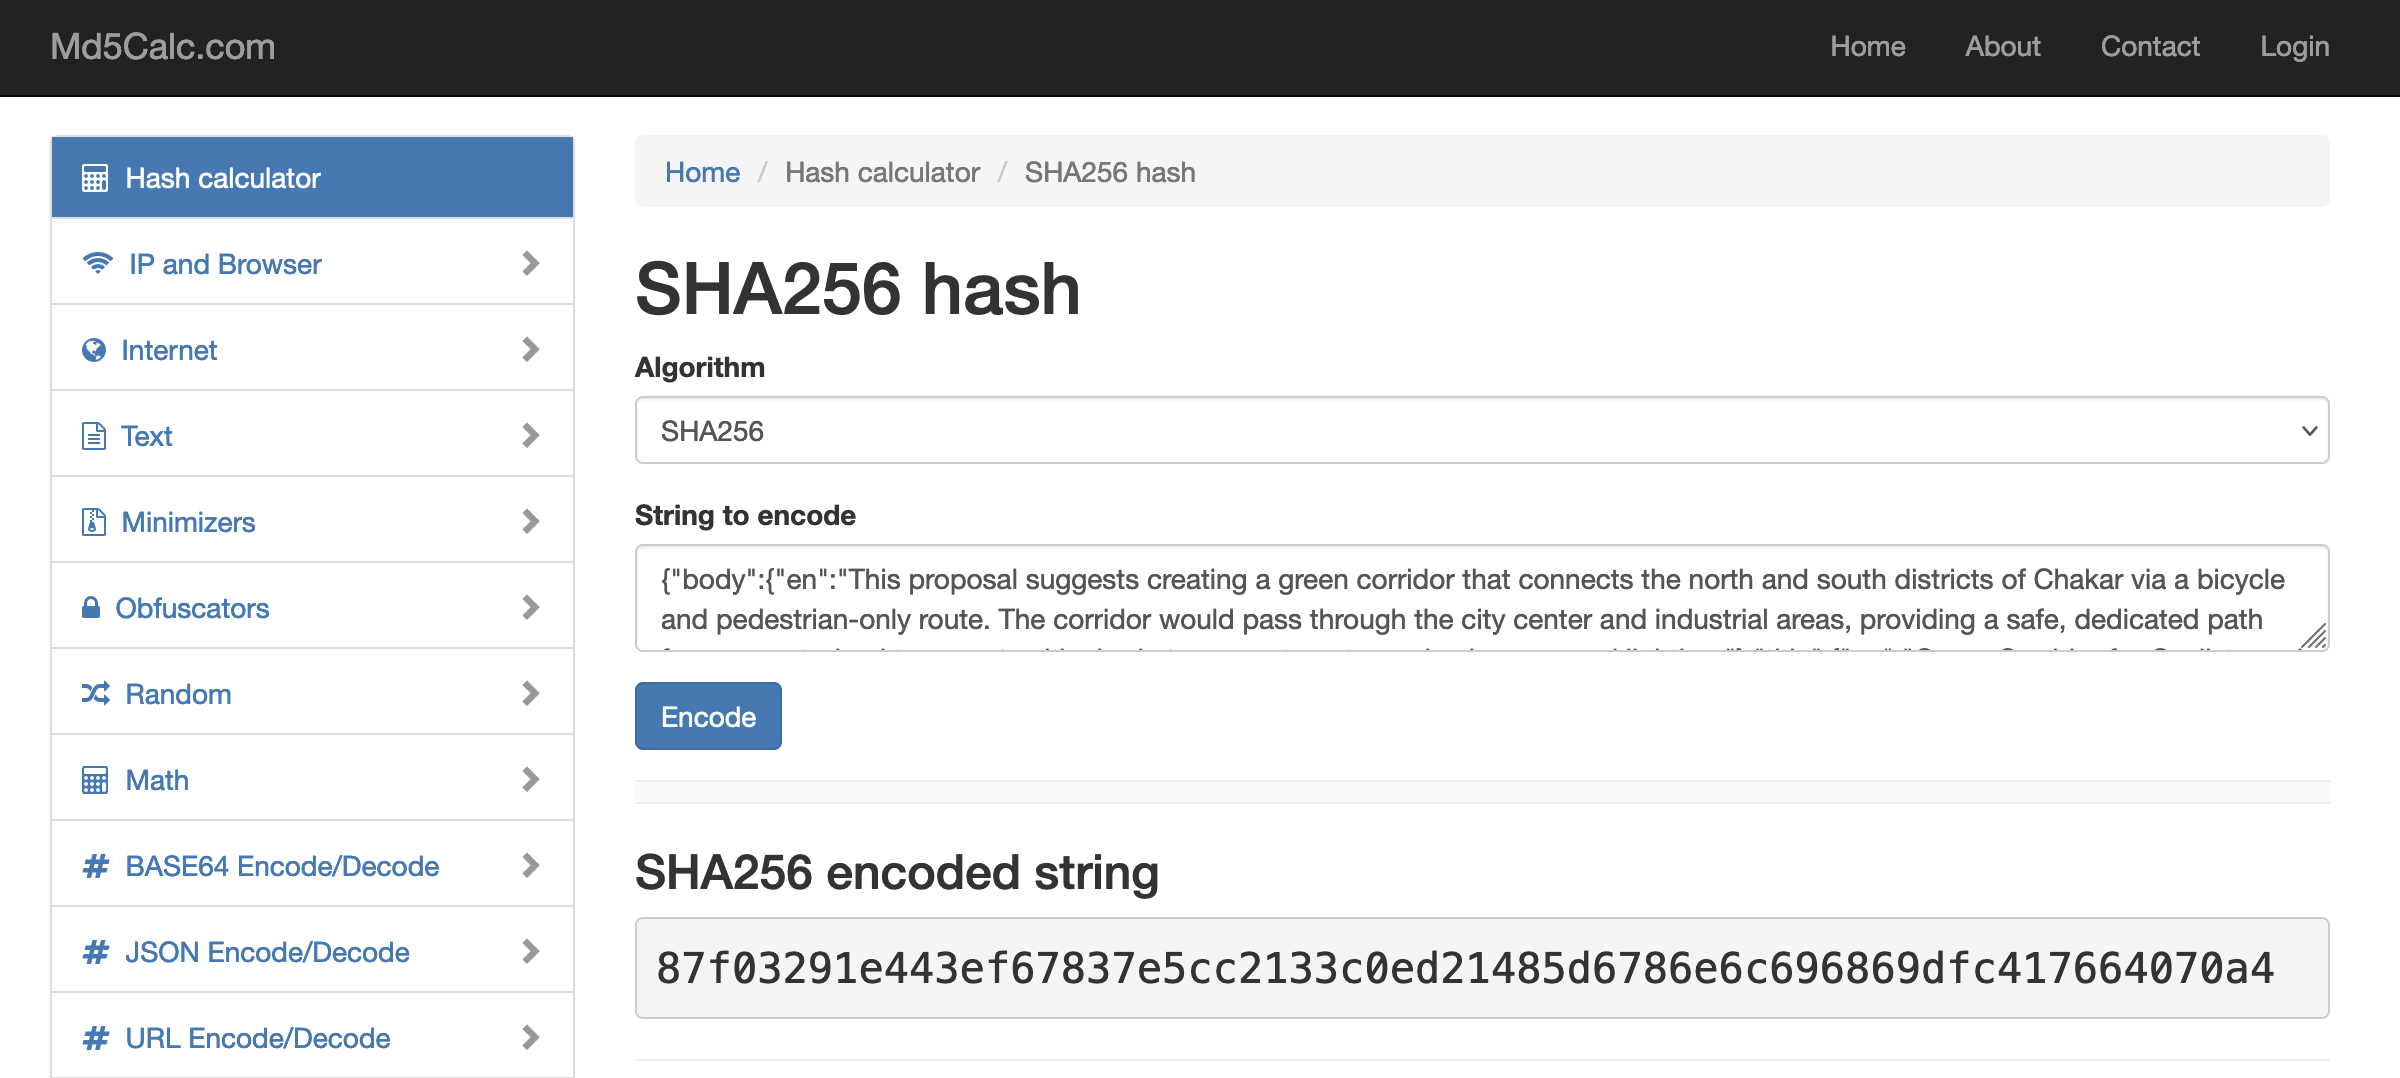 Md5Calc.com
Home
About
Contact
Login
Hash calculator
IP and Browser
Internet
Text
Minimizers
Obfuscators
Random
Math
BASE64 Encode/Decode
JSON Encode/Decode
URL Encode/Decode
Home / Hash calculator / SHA256 hash
SHA256 hash
Algorithm
SHA256
String to encode
{"body":{"en":"This proposal suggests creating a green corridor that connects the north and south districts of Chakar via a bicycle
and pedestrian-only route. The corridor would pass through the city center and industrial areas, providing a safe, dedicated path
Encode
SHA256 encoded string
87f03291e443ef67837e5cc2133c0ed21485d6786e6c696869dfc417664070a4